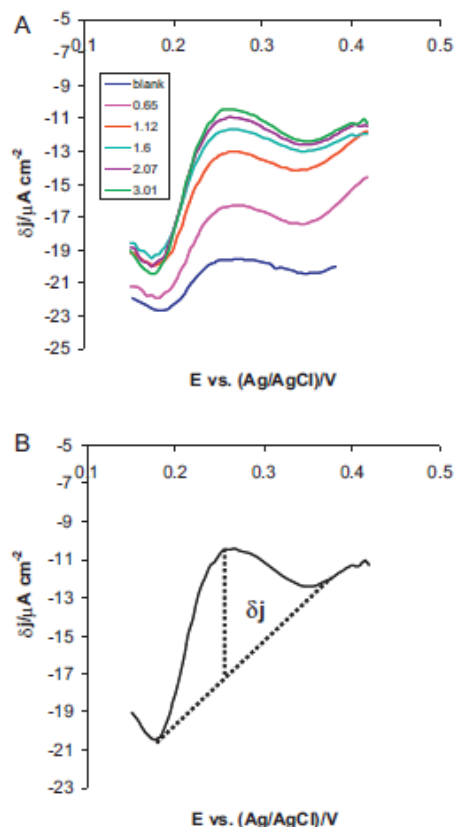 A
-5
0.1 0.2 0.3 0.4 0.5
-7
-9
-11
-13
-15
-17
-19
-21
-23
-25
blank
0.65
1.12
1.6
2.07
3.01
δj/μA cm-2
E vs. (Ag/AgCl)/V
B
-5
0.1 0.2 0.3 0.4 0.5
-7
-9
-11
-13
-15
-17
-19
-21
-23
δj
δj/μA cm-2
E vs. (Ag/AgCl)/V